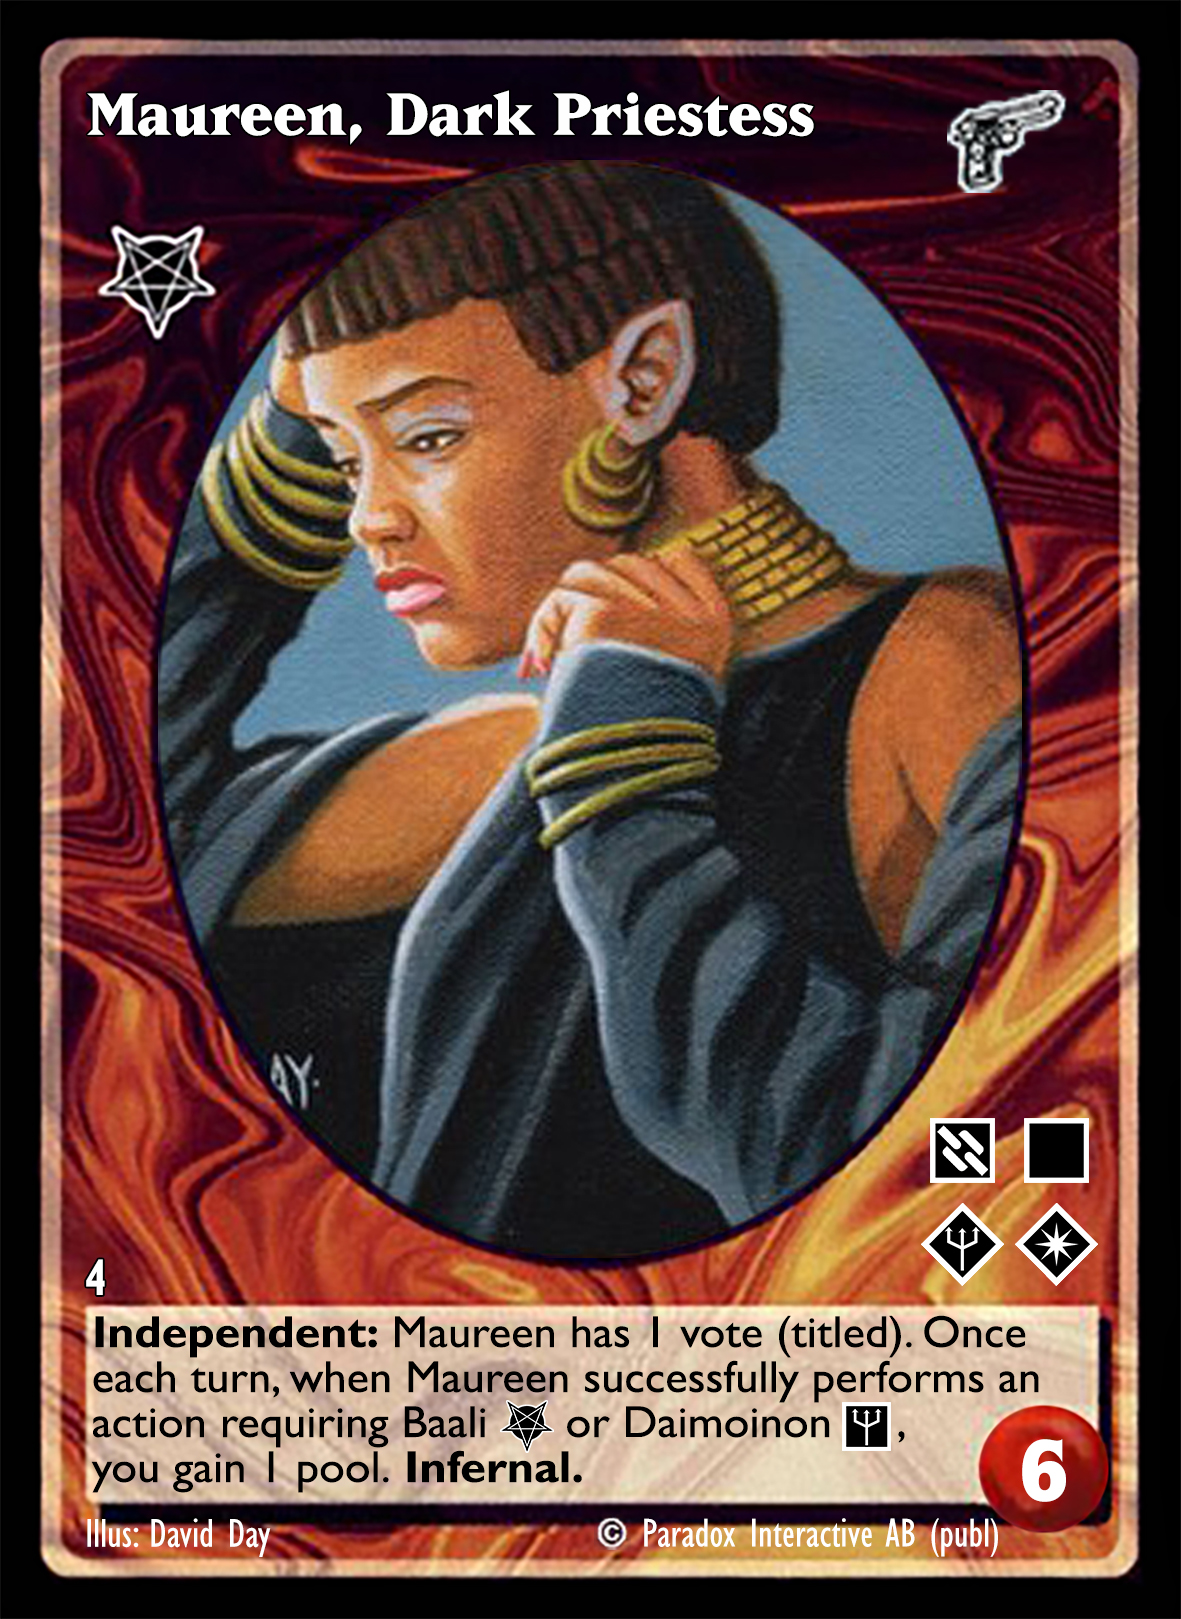 Maureen, Dark Priestess
AY.
4
Independent: Maureen has 1 vote (titled). Once
each turn, when Maureen successfully performs an
action requiring Baali or Daimoinon ,
you gain 1 pool. Infernal.
6
Illus: David Day
© Paradox Interactive AB (publ)